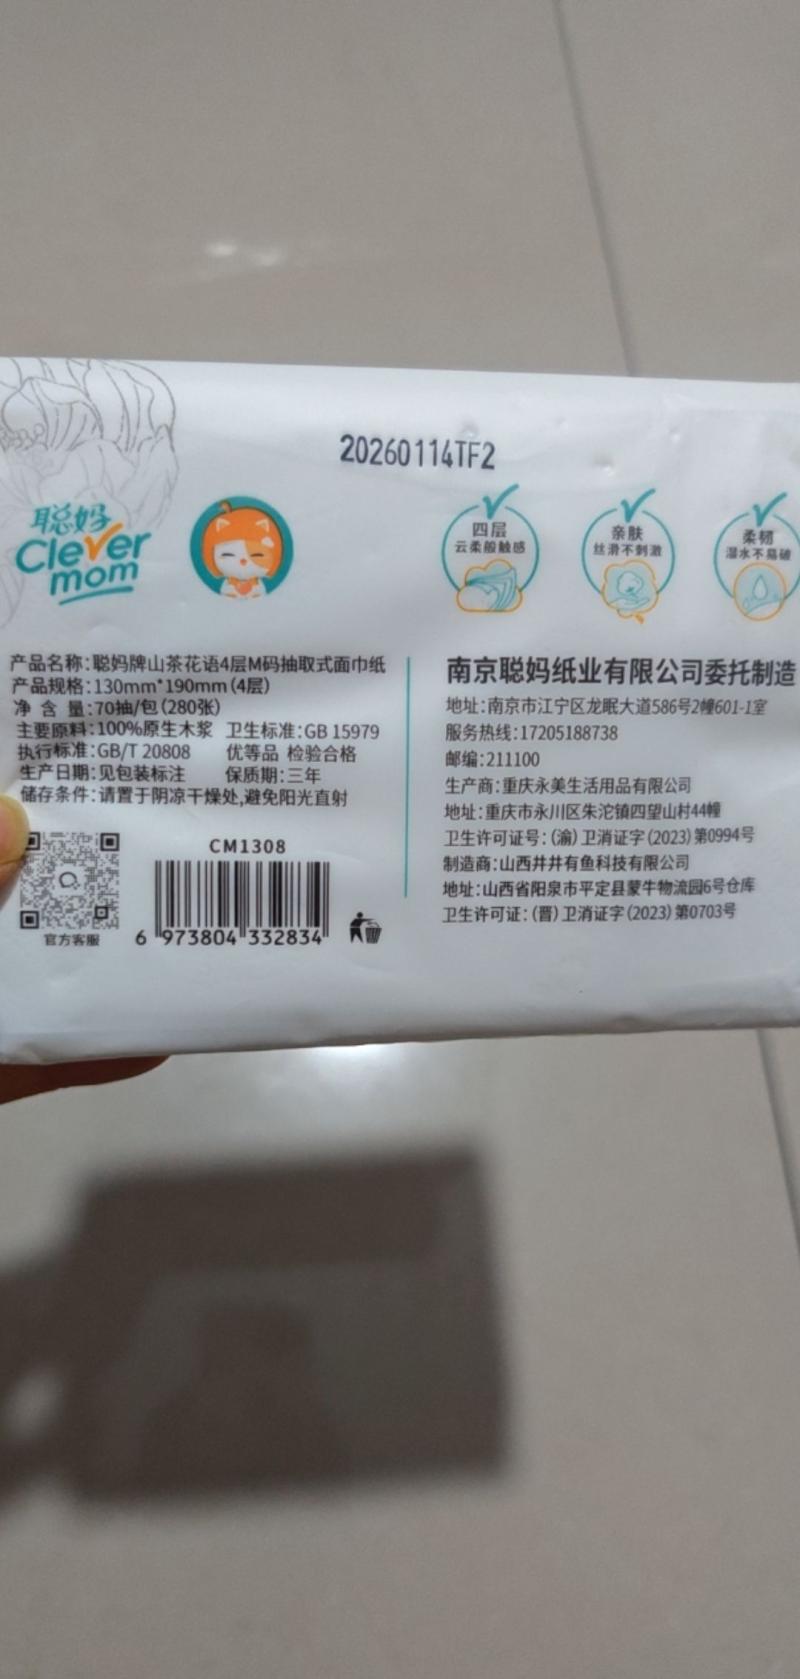 20260114TF2
聪妈
Clever
mom
四层
云柔般触感
亲肤
丝滑不刺激
柔韧
湿水不易破
产品名称:聪妈牌山茶花语4层M码抽取式面巾纸
产品规格:130mm*190mm(4层)
净 含 量:70抽/包(280张)
主要原料:100%原生木浆 卫生标准:GB 15979
执行标准:GB/T 20808 优等品 检验合格
生产日期:见包装标注 保质期:三年
储存条件:请置于阴凉干燥处,避免阳光直射
CM1308
6 973804 332834
官方客服
南京聪妈纸业有限公司委托制造
地址:南京市江宁区龙眠大道586号2幢601-1室
服务热线:17205188738
邮编:211100
生产商:重庆永美生活用品有限公司
地址:重庆市永川区朱沱镇四望山村44幢
卫生许可证号:(渝)卫消证字(2023)第0994号
制造商:山西井井有鱼科技有限公司
地址:山西省阳泉市平定县蒙牛物流园6号仓库
卫生许可证:(晋)卫消证字(2023)第0703号